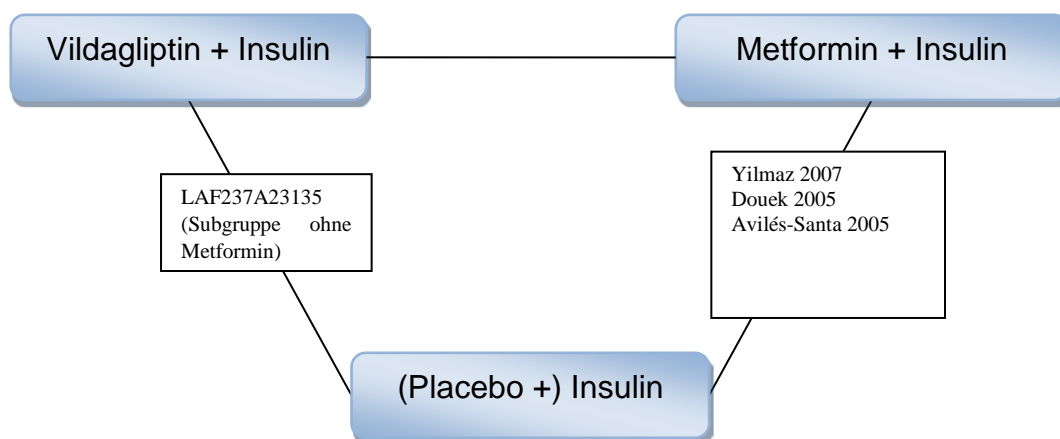 Vildagliptin + Insulin
Metformin + Insulin
LAF237A23135
(Subgruppe ohne
Metformin)
Yilmaz 2007
Douek 2005
Avilés-Santa 2005
(Placebo +) Insulin